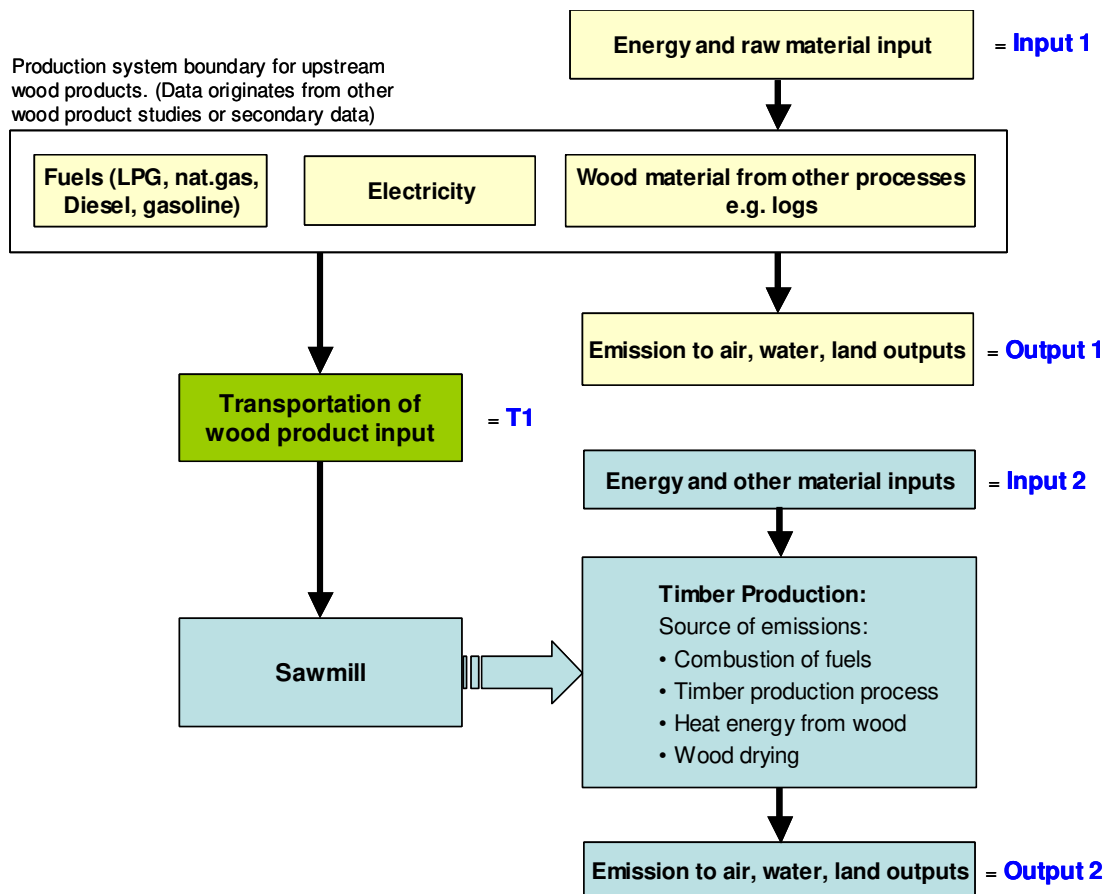 Energy and raw material input
= Input 1
Production system boundary for upstream
wood products. (Data originates from other
wood product studies or secondary data)
Fuels (LPG, nat.gas,
Diesel, gasoline)
Electricity
Wood material from other processes
e.g. logs
Emission to air, water, land outputs
= Output 1
Transportation of
wood product input
= T1
Energy and other material inputs
= Input 2
Sawmill
Timber Production:
Source of emissions:
• Combustion of fuels
• Timber production process
• Heat energy from wood
• Wood drying
Emission to air, water, land outputs
= Output 2